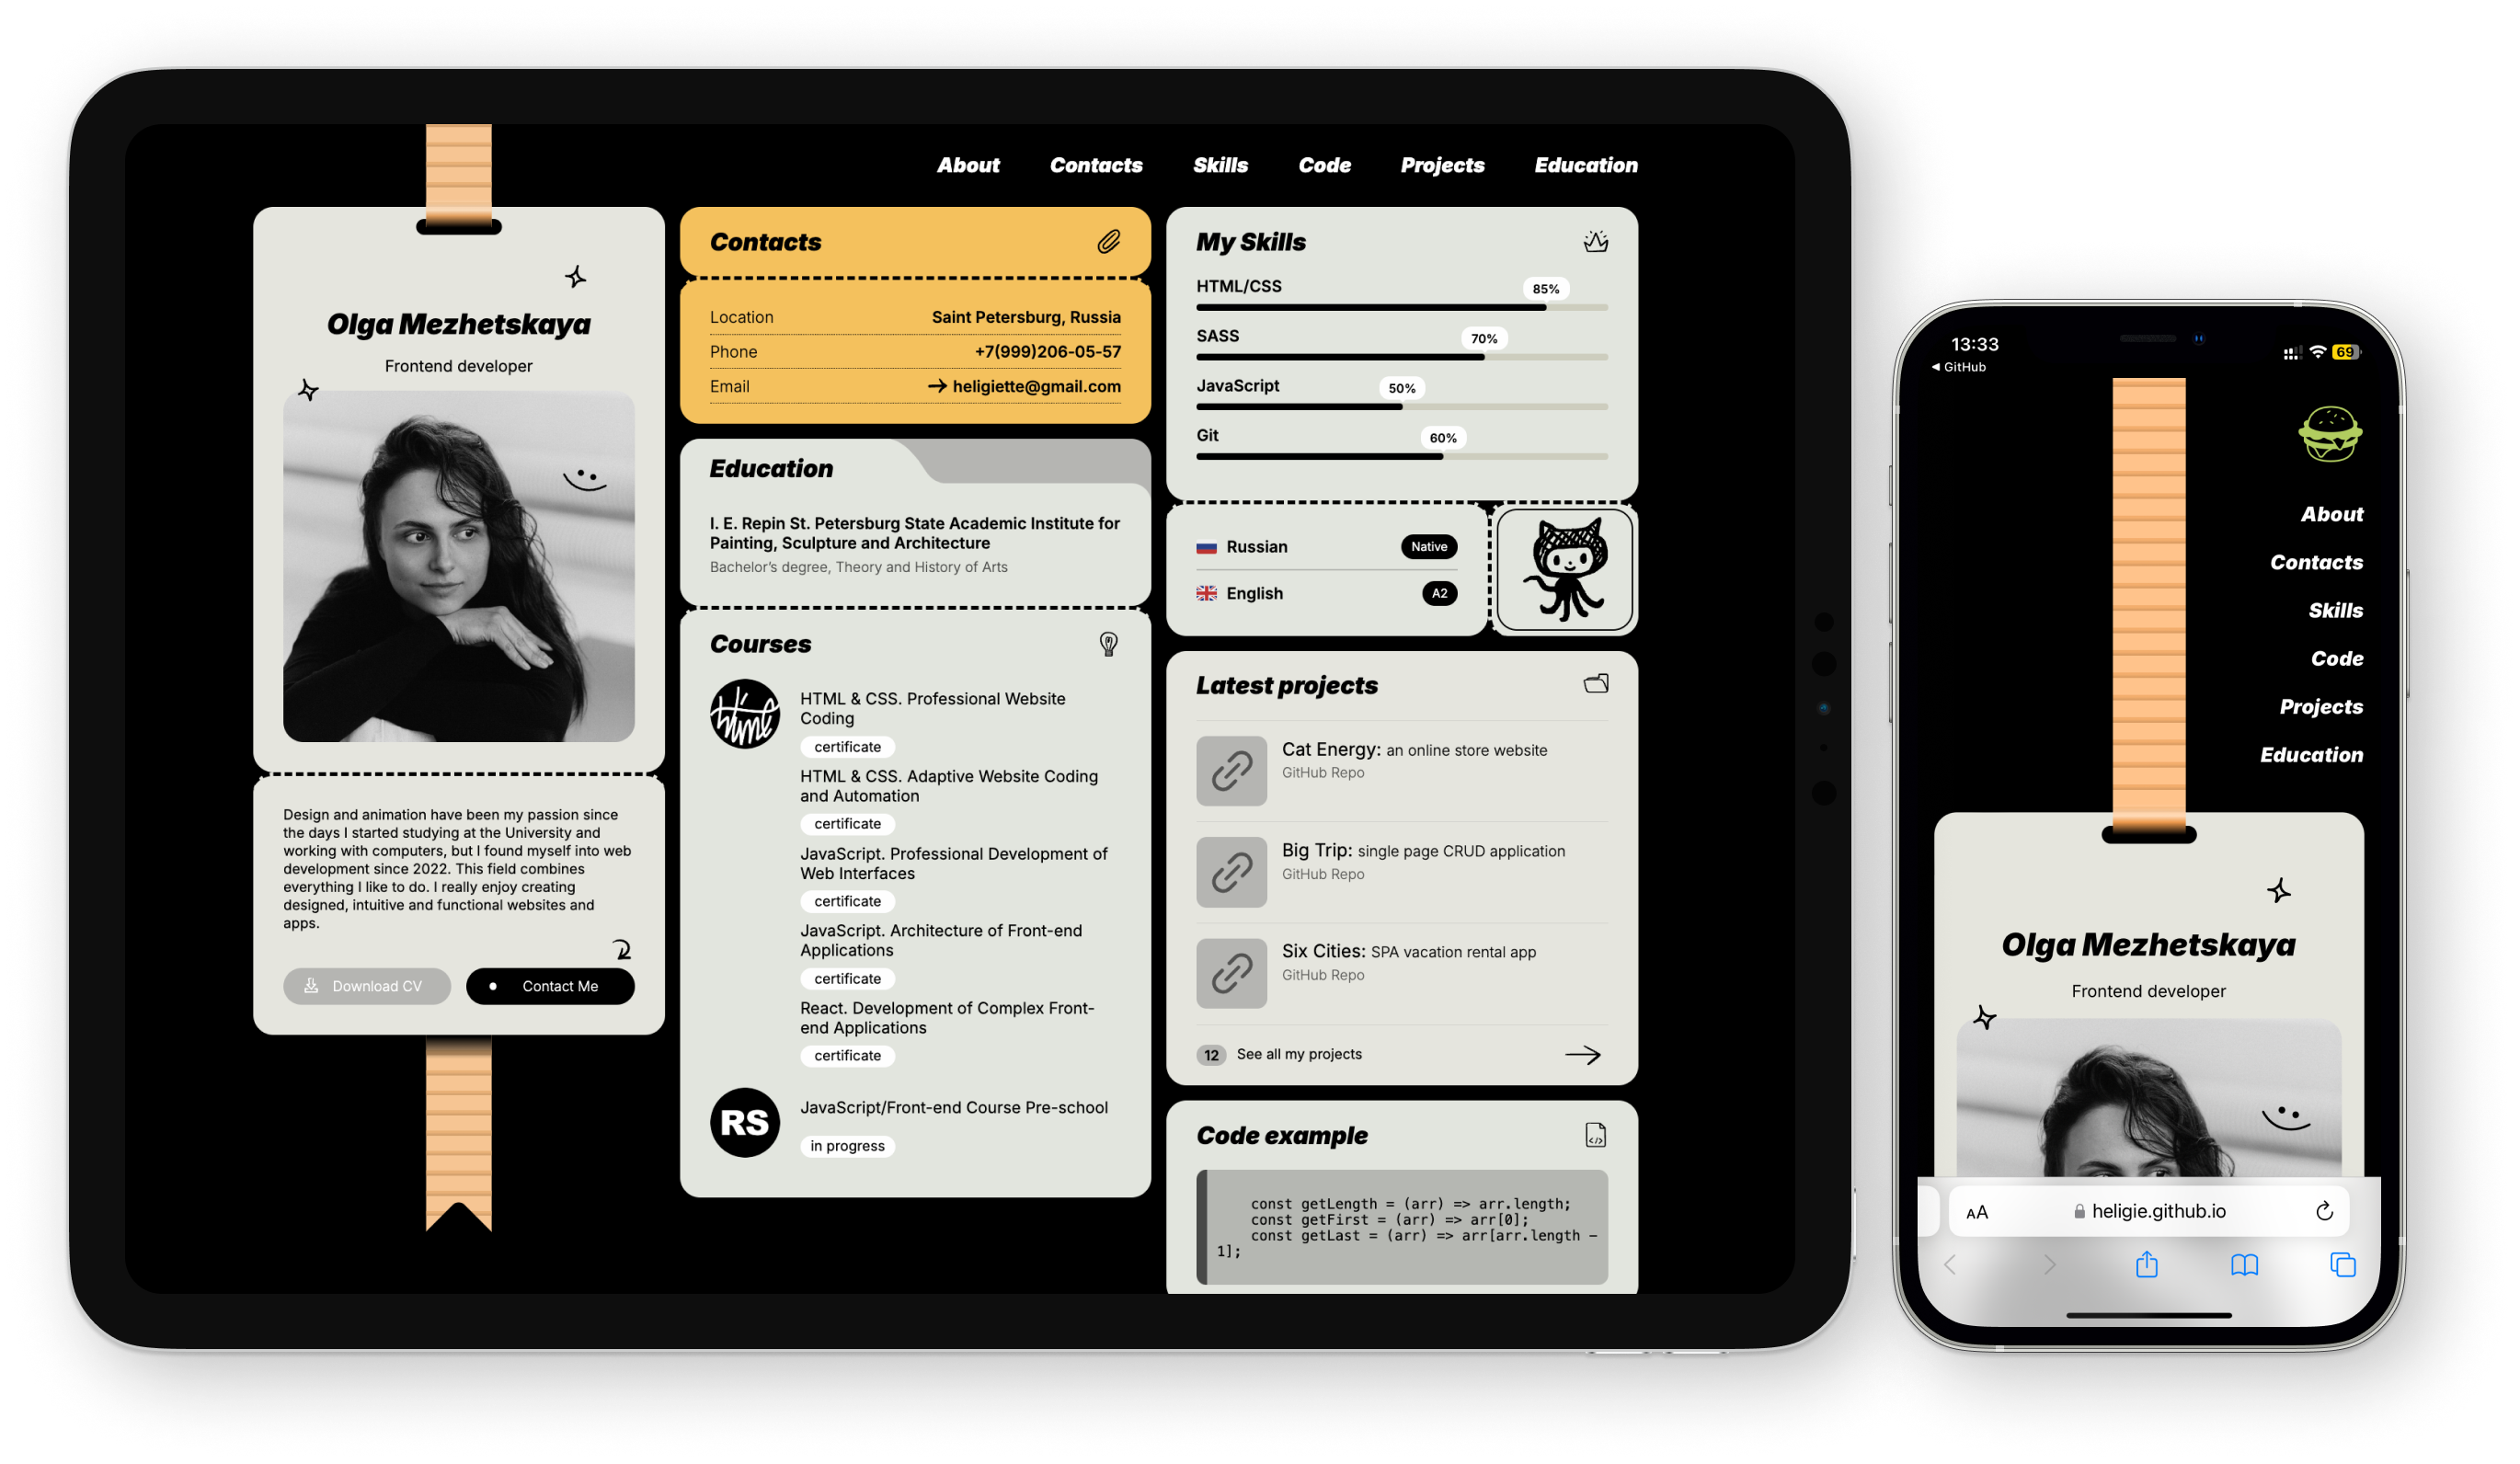 About Contacts Skills Code Projects Education
Olga Mezhetskaya
Frontend developer
Design and animation have been my passion since
the days I started studying at the University and
working with computers, but I found myself into web
development since 2022. This field combines
everything I like to do. I really enjoy creating
designed, intuitive and functional websites and
apps.
Download CV
Contact Me
Contacts
Location Saint Petersburg, Russia
Phone +7(999)206-05-57
Email → heligiette@gmail.com
Education
I. E. Repin St. Petersburg State Academic Institute for
Painting, Sculpture and Architecture
Bachelor’s degree, Theory and History of Arts
Courses
html
HTML & CSS. Professional Website
Coding
certificate
HTML & CSS. Adaptive Website Coding
and Automation
certificate
JavaScript. Professional Development of
Web Interfaces
certificate
JavaScript. Architecture of Front-end
Applications
certificate
React. Development of Complex Front-
end Applications
certificate
RS
JavaScript/Front-end Course Pre-school
in progress
My Skills
HTML/CSS 85%
SASS 70%
JavaScript 50%
Git 60%
Russian Native
English A2
Latest projects
Cat Energy: an online store website
GitHub Repo
Big Trip: single page CRUD application
GitHub Repo
Six Cities: SPA vacation rental app
GitHub Repo
12 See all my projects
Code example
</>
const getLength = (arr) => arr.length;
const getFirst = (arr) => arr[0];
const getLast = (arr) => arr[arr.length -
1];
13:33
69
◀ GitHub
About
Contacts
Skills
Code
Projects
Education
Olga Mezhetskaya
Frontend developer
AA heligie.github.io